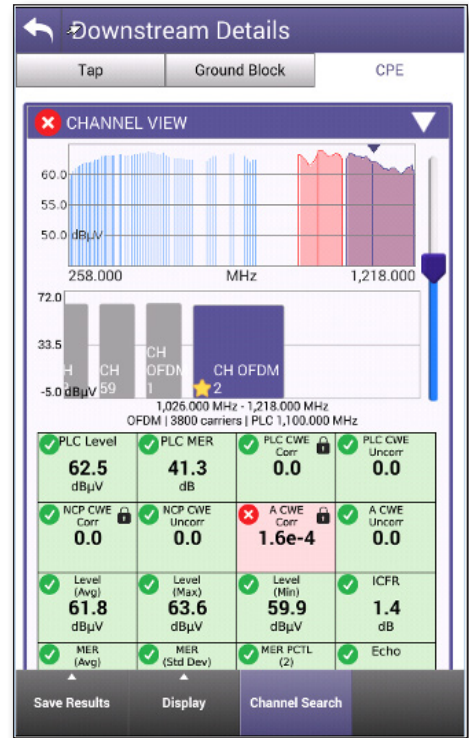 Downstream Details
Tap Ground Block CPE
CHANNEL VIEW
60.0
55.0
50.0 dBµV
258.000 MHz 1,218.000
72.0
33.5
-5.0 dBµV
CH 59
CH OFDM 1
CH OFDM 2
1,026.000 MHz - 1,218.000 MHz
OFDM | 3800 carriers | PLC 1,100.000 MHz
PLC Level 62.5 dBµV
PLC MER 41.3 dB
PLC CWE Corr 0.0
PLC CWE Uncorr 0.0
NCP CWE Corr 0.0
NCP CWE Uncorr 0.0
A CWE Corr 1.6e-4
A CWE Uncorr 0.0
Level (Avg) 61.8 dBµV
Level (Max) 63.6 dBµV
Level (Min) 59.9 dBµV
ICFR 1.4 dB
MER (Avg)
MER (Std Dev)
MER PCTL (2)
Echo
Save Results Display Channel Search